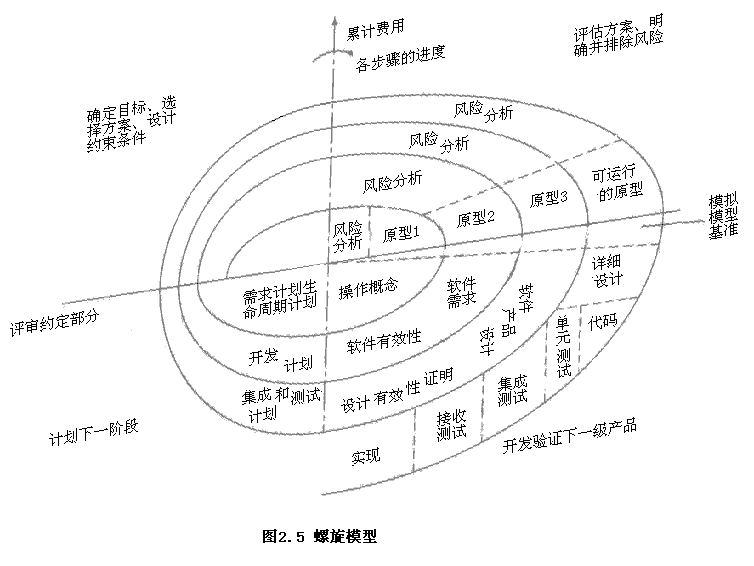 累计费用
各步骤的进度
评估方案、明
确并排除风险
确定目标、选
择方案、设计
约束条件
风险
分析
风险
分析
风险分析
可运行
的原型
风险
分析
原型1
原型2
原型3
模拟
模型
基准
需求计划生
命周期计划
操作概念
软件
需求
软件
产品
设计
详细
设计
评审约定部分
开发
计划
软件有效性
单元
测试
代码
集成和测试
计划
设计有效性证明
集成
测试
接收
测试
实现
计划下一阶段
开发验证下一级产品
图2.5 螺旋模型